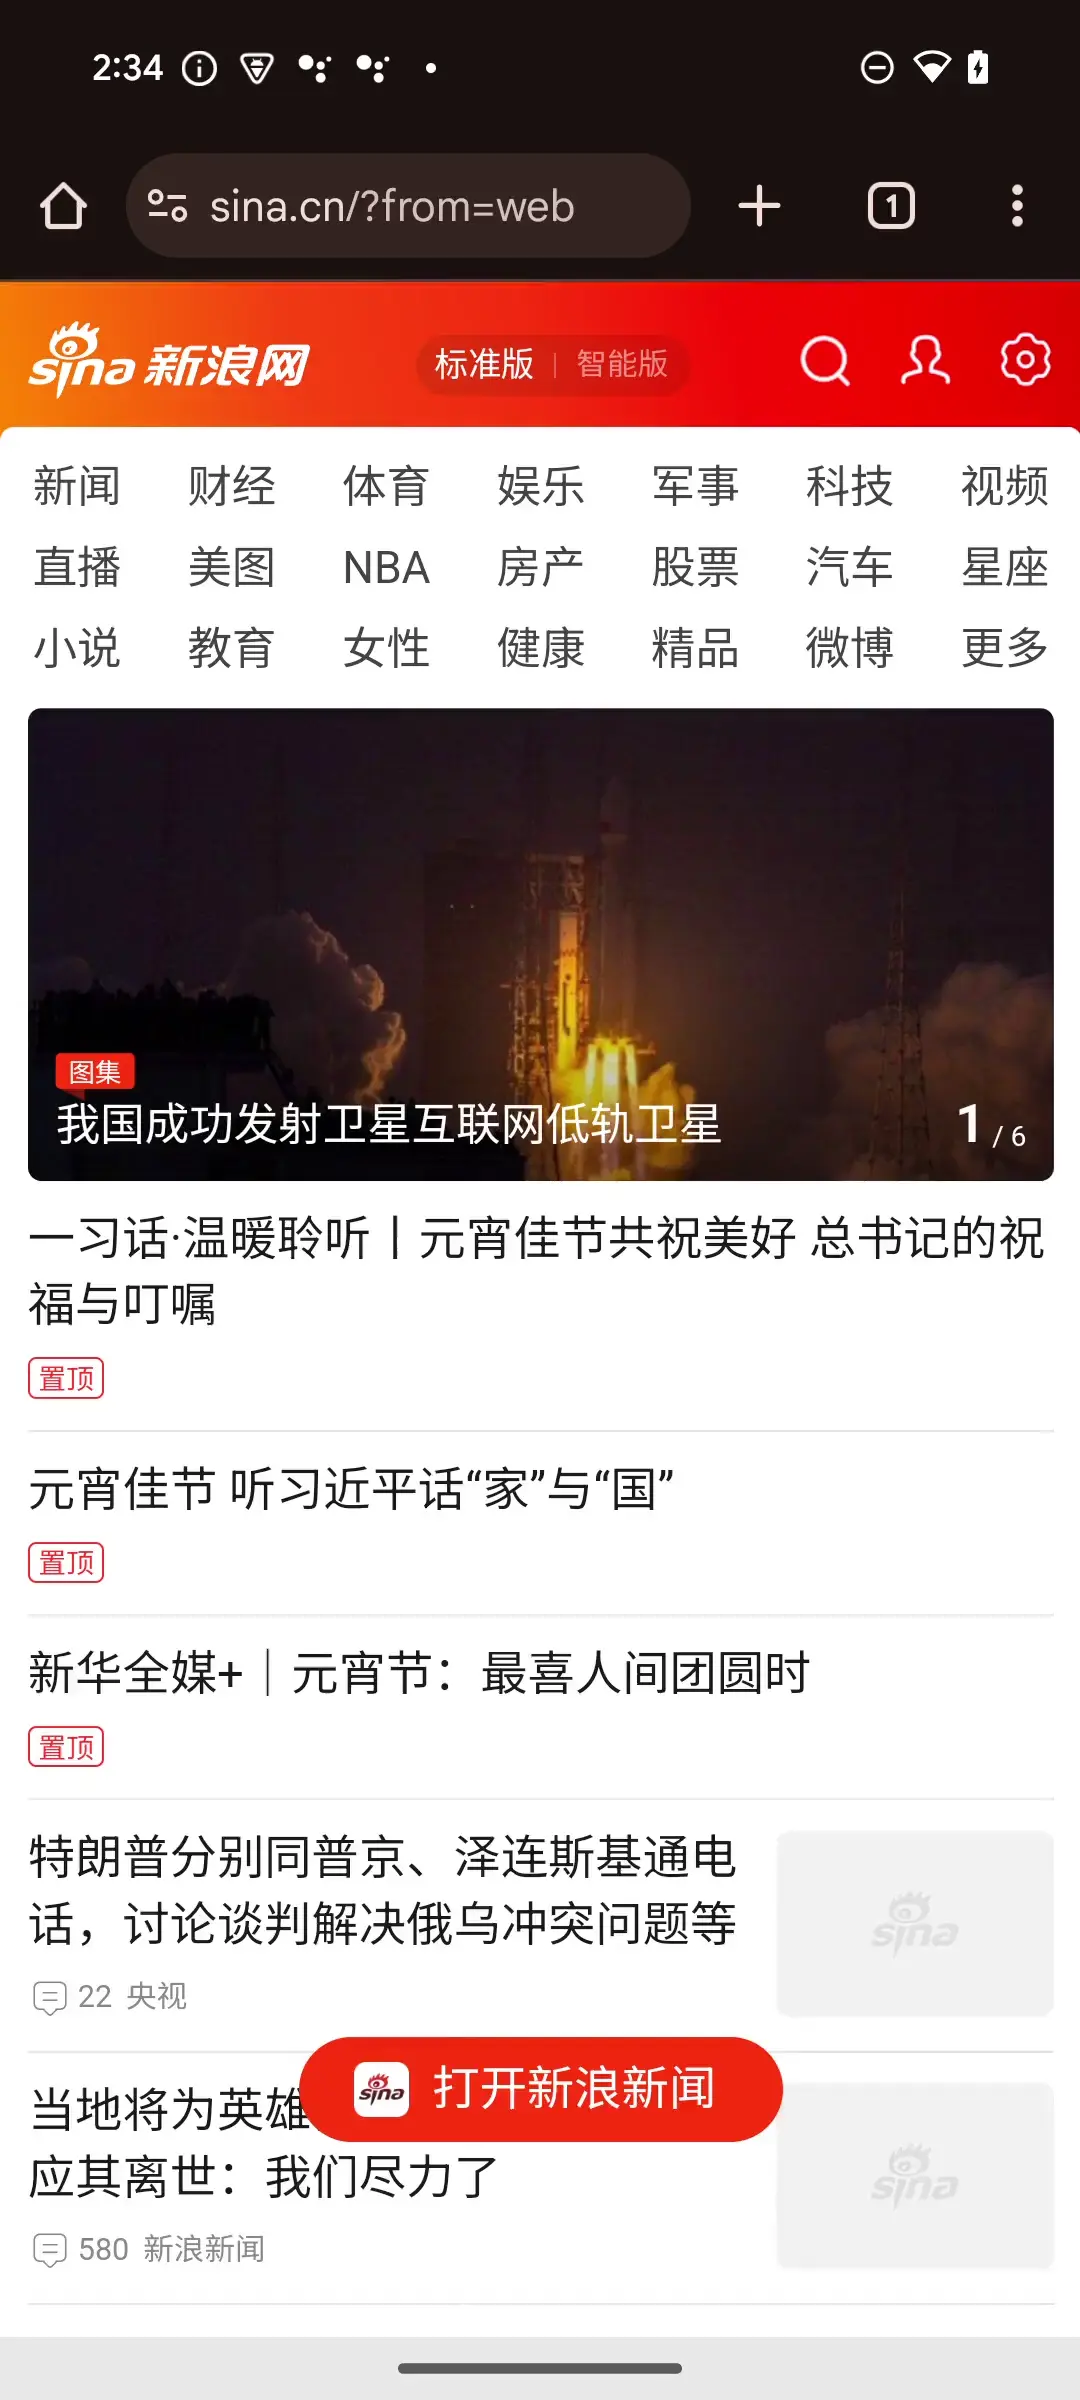 2:34
sina.cn/?from=web
1
sina 新浪网
标准版 | 智能版
新闻 财经 体育 娱乐 军事 科技 视频
直播 美图 NBA 房产 股票 汽车 星座
小说 教育 女性 健康 精品 微博 更多
图集
我国成功发射卫星互联网低轨卫星 1 / 6
一习话·温暖聆听丨元宵佳节共祝美好 总书记的祝
福与叮嘱
置顶
元宵佳节 听习近平话“家”与“国”
置顶
新华全媒+｜元宵节：最喜人间团圆时
置顶
特朗普分别同普京、泽连斯基通电
话，讨论谈判解决俄乌冲突问题等
sina
22 央视
sina 打开新浪新闻
当地将为英雄
应其离世：我们尽力了
sina
580 新浪新闻